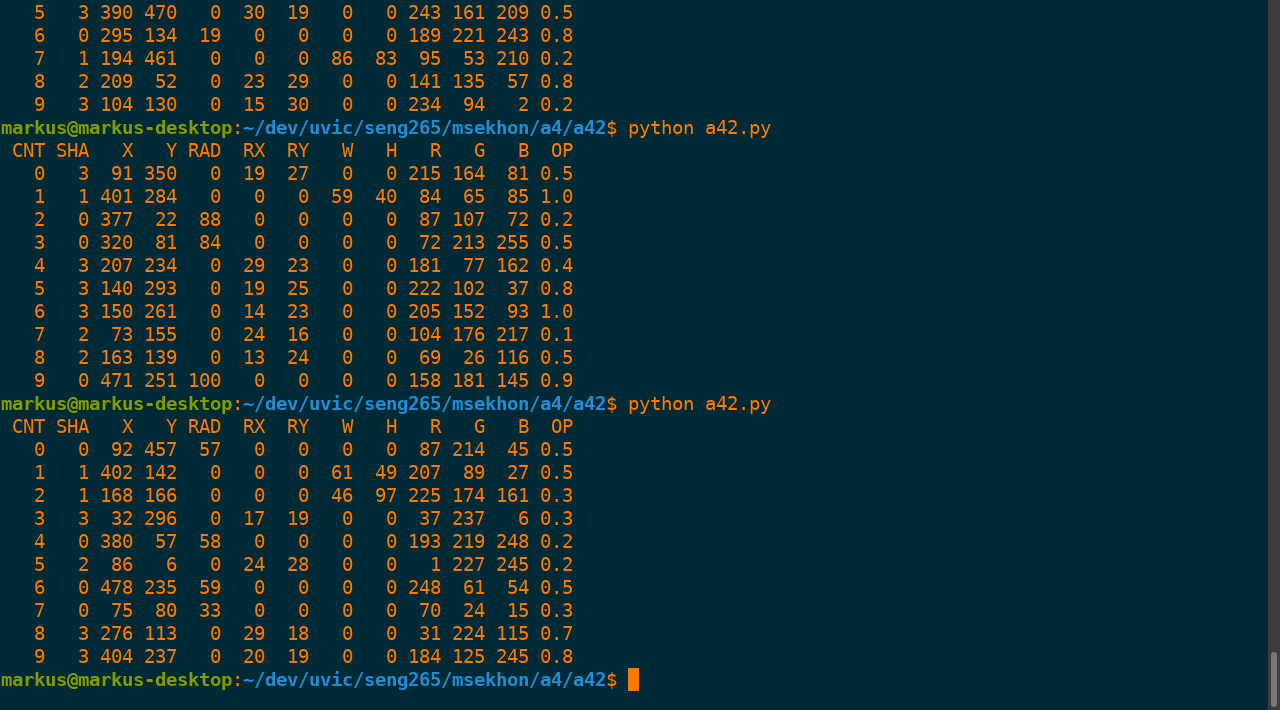 5   3 390 470   0  30  19   0   0 243 161 209 0.5
6   0 295 134  19   0   0   0   0 189 221 243 0.8
7   1 194 461   0   0   0  86  83  95  53 210 0.2
8   2 209  52   0  23  29   0   0 141 135  57 0.8
9   3 104 130   0  15  30   0   0 234  94   2 0.2
markus@markus-desktop:~/dev/uvic/seng265/msekhon/a4/a42$ python a42.py
CNT SHA   X   Y RAD  RX  RY   W   H   R   G   B  OP
0   3  91 350   0  19  27   0   0 215 164  81 0.5
1   1 401 284   0   0   0  59  40  84  65  85 1.0
2   0 377  22  88   0   0   0   0  87 107  72 0.2
3   0 320  81  84   0   0   0   0  72 213 255 0.5
4   3 207 234   0  29  23   0   0 181  77 162 0.4
5   3 140 293   0  19  25   0   0 222 102  37 0.8
6   3 150 261   0  14  23   0   0 205 152  93 1.0
7   2  73 155   0  24  16   0   0 104 176 217 0.1
8   2 163 139   0  13  24   0   0  69  26 116 0.5
9   0 471 251 100   0   0   0   0 158 181 145 0.9
markus@markus-desktop:~/dev/uvic/seng265/msekhon/a4/a42$ python a42.py
CNT SHA   X   Y RAD  RX  RY   W   H   R   G   B  OP
0   0  92 457  57   0   0   0   0  87 214  45 0.5
1   1 402 142   0   0   0  61  49 207  89  27 0.5
2   1 168 166   0   0   0  46  97 225 174 161 0.3
3   3  32 296   0  17  19   0   0  37 237   6 0.3
4   0 380  57  58   0   0   0   0 193 219 248 0.2
5   2  86   6   0  24  28   0   0   1 227 245 0.2
6   0 478 235  59   0   0   0   0 248  61  54 0.5
7   0  75  80  33   0   0   0   0  70  24  15 0.3
8   3 276 113   0  29  18   0   0  31 224 115 0.7
9   3 404 237   0  20  19   0   0 184 125 245 0.8
markus@markus-desktop:~/dev/uvic/seng265/msekhon/a4/a42$